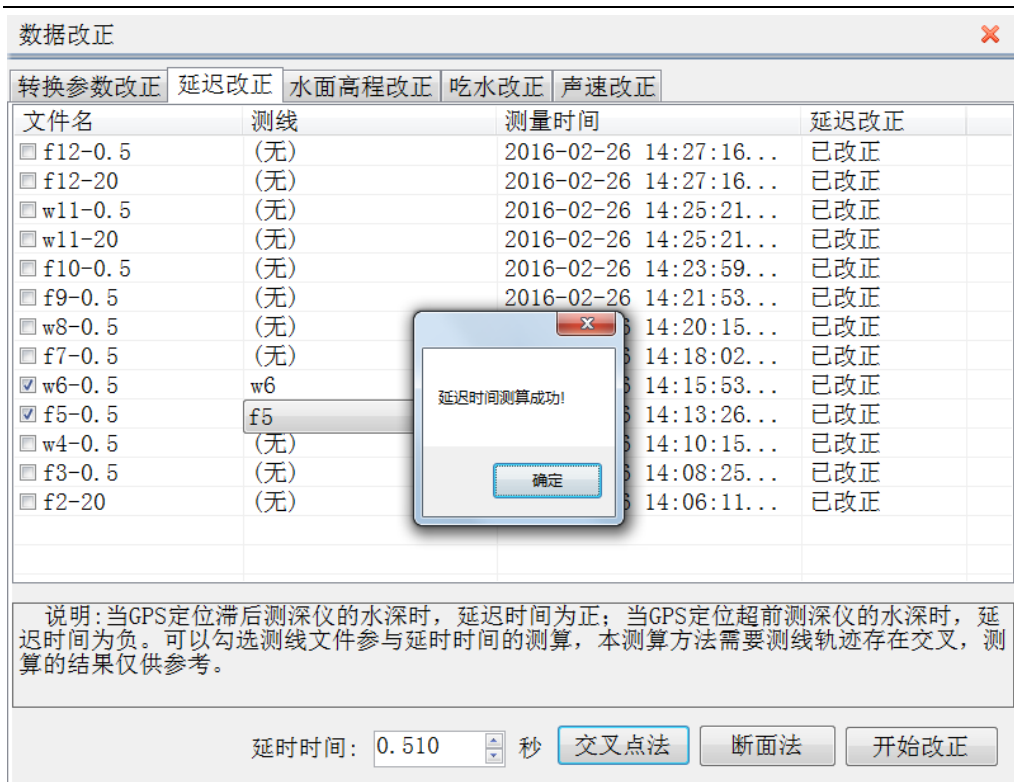 数据改正
转换参数改正 延迟改正 水面高程改正 吃水改正 声速改正
文件名 测线 测量时间 延迟改正
f12-0.5 (无) 2016-02-26 14:27:16... 已改正
f12-20 (无) 2016-02-26 14:27:16... 已改正
w11-0.5 (无) 2016-02-26 14:25:21... 已改正
w11-20 (无) 2016-02-26 14:25:21... 已改正
f10-0.5 (无) 2016-02-26 14:23:59... 已改正
f9-0.5 (无) 2016-02-26 14:21:53... 已改正
w8-0.5 (无) 14:20:15... 已改正
f7-0.5 (无) 14:18:02... 已改正
w6-0.5 w6 14:15:53... 已改正
f5-0.5 f5 14:13:26... 已改正
w4-0.5 (无) 14:10:15... 已改正
f3-0.5 (无) 14:08:25... 已改正
f2-20 (无) 14:06:11... 已改正
延迟时间测算成功!
确定
说明:当GPS定位滞后测深仪的水深时，延迟时间为正；当GPS定位超前测深仪的水深时，延
迟时间为负。可以勾选测线文件参与延时时间的测算，本测算方法需要测线轨迹存在交叉，测
算的结果仅供参考。
延时时间: 0.510 秒 交叉点法 断面法 开始改正